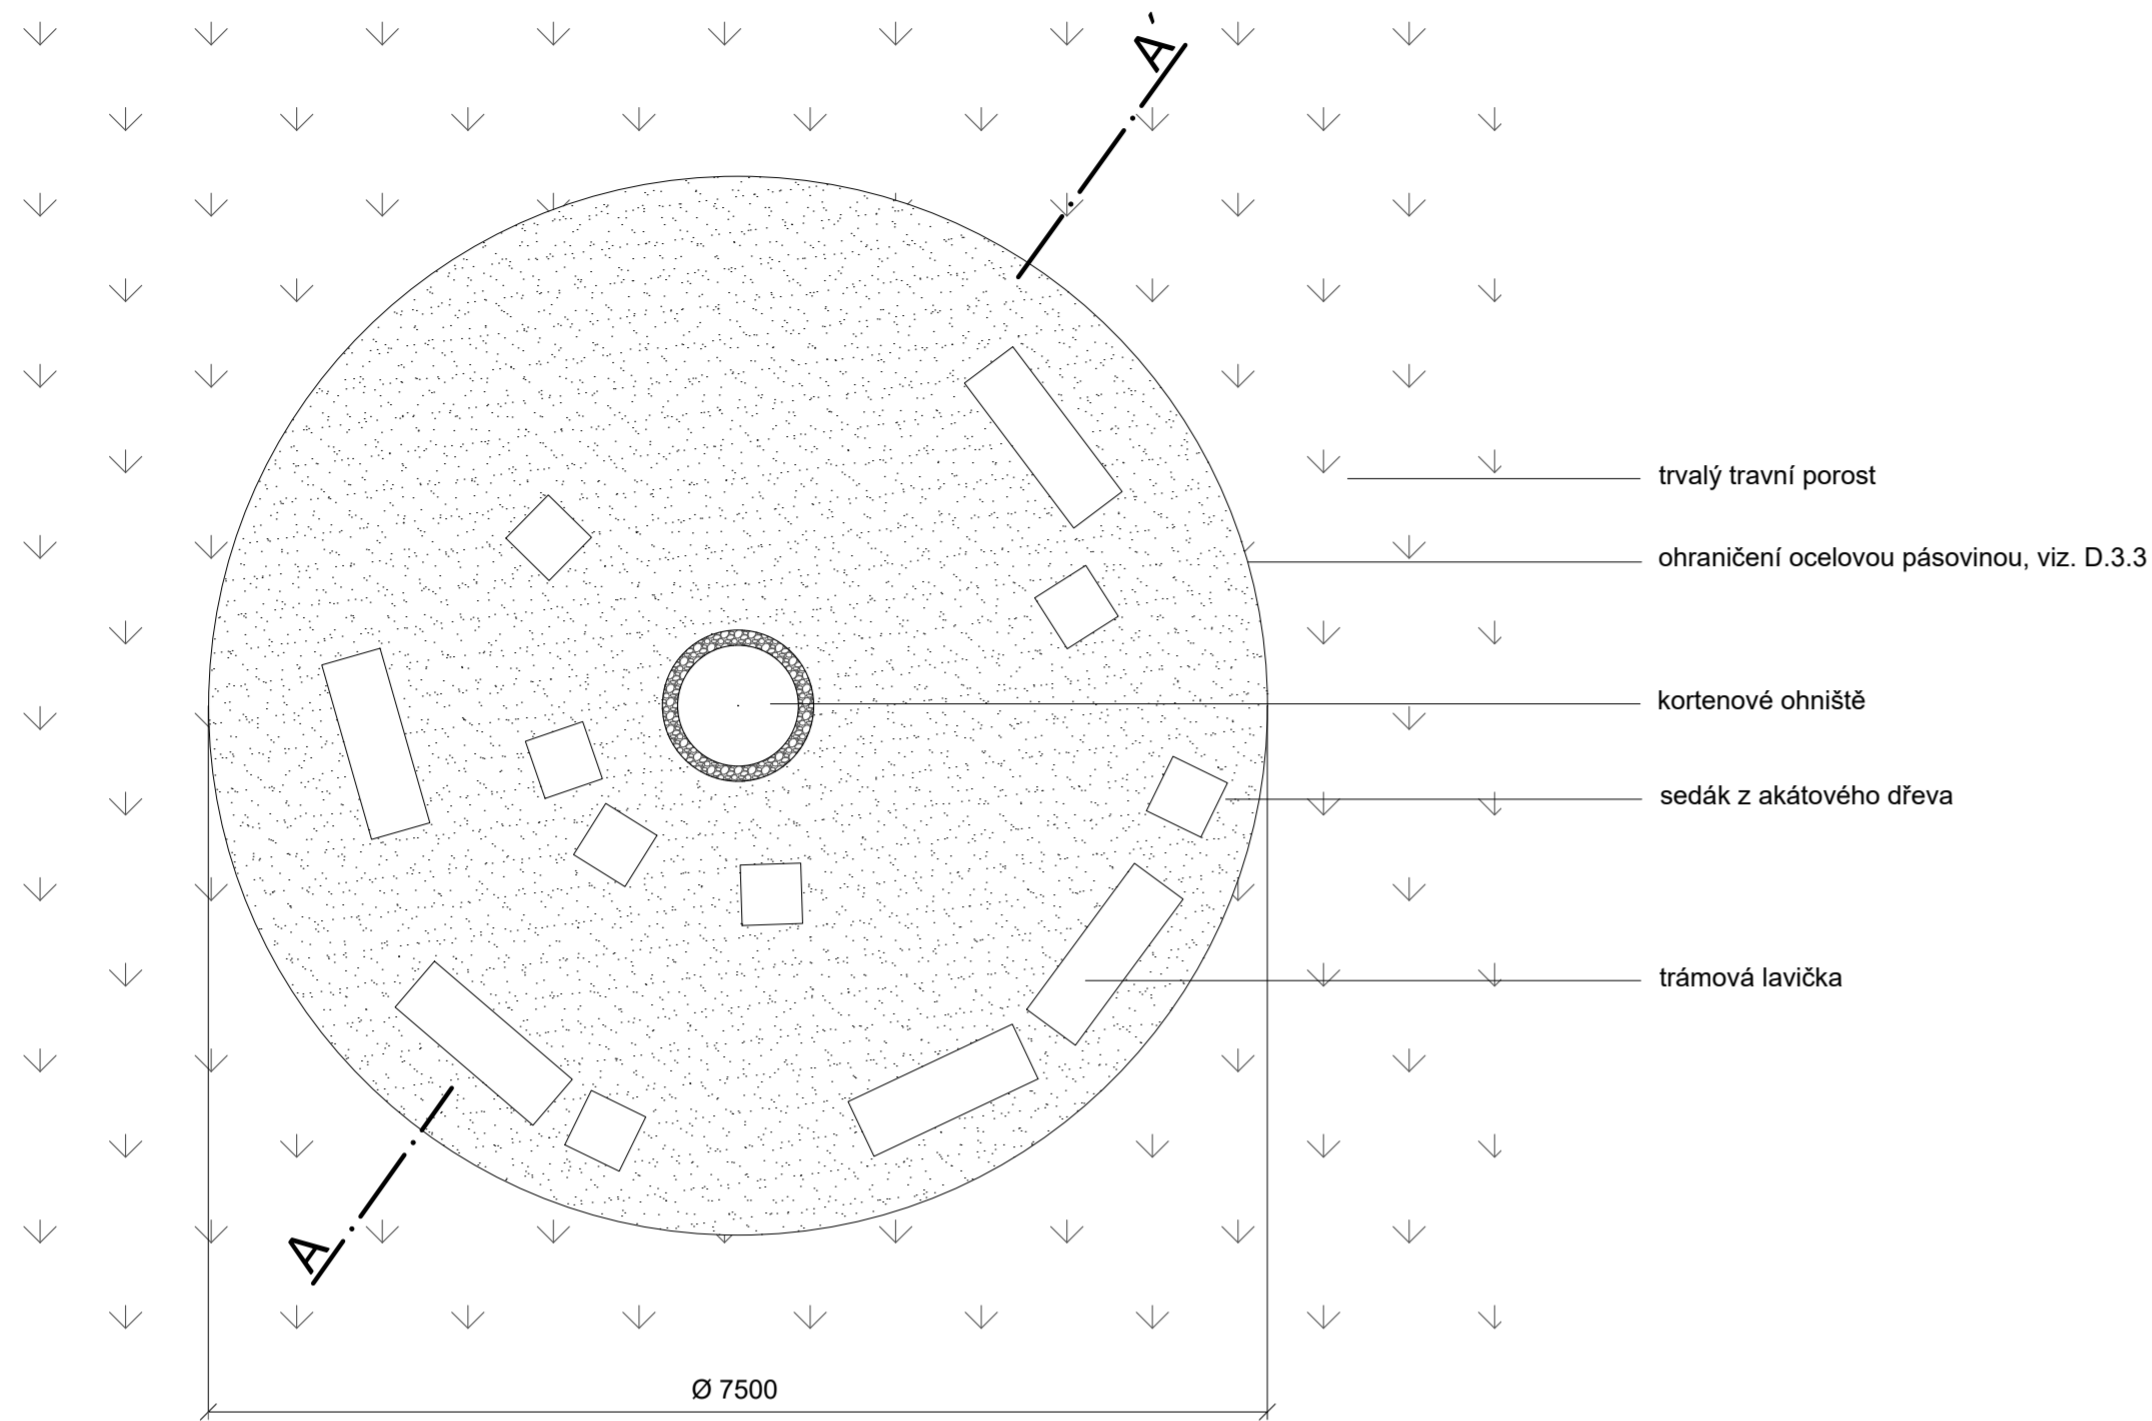 A'
trvalý travní porost
ohraničení ocelovou pásovinou, viz. D.3.3
kortenové ohniště
sedák z akátového dřeva
trámová lavička
A
Ø 7500